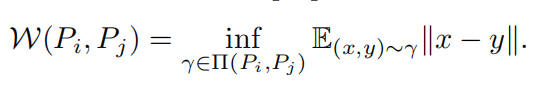 𝒲(P_i, P_j) = inf_{γ∈Π(P_i,P_j)} 𝔼_{(x,y)∼γ}‖x − y‖.